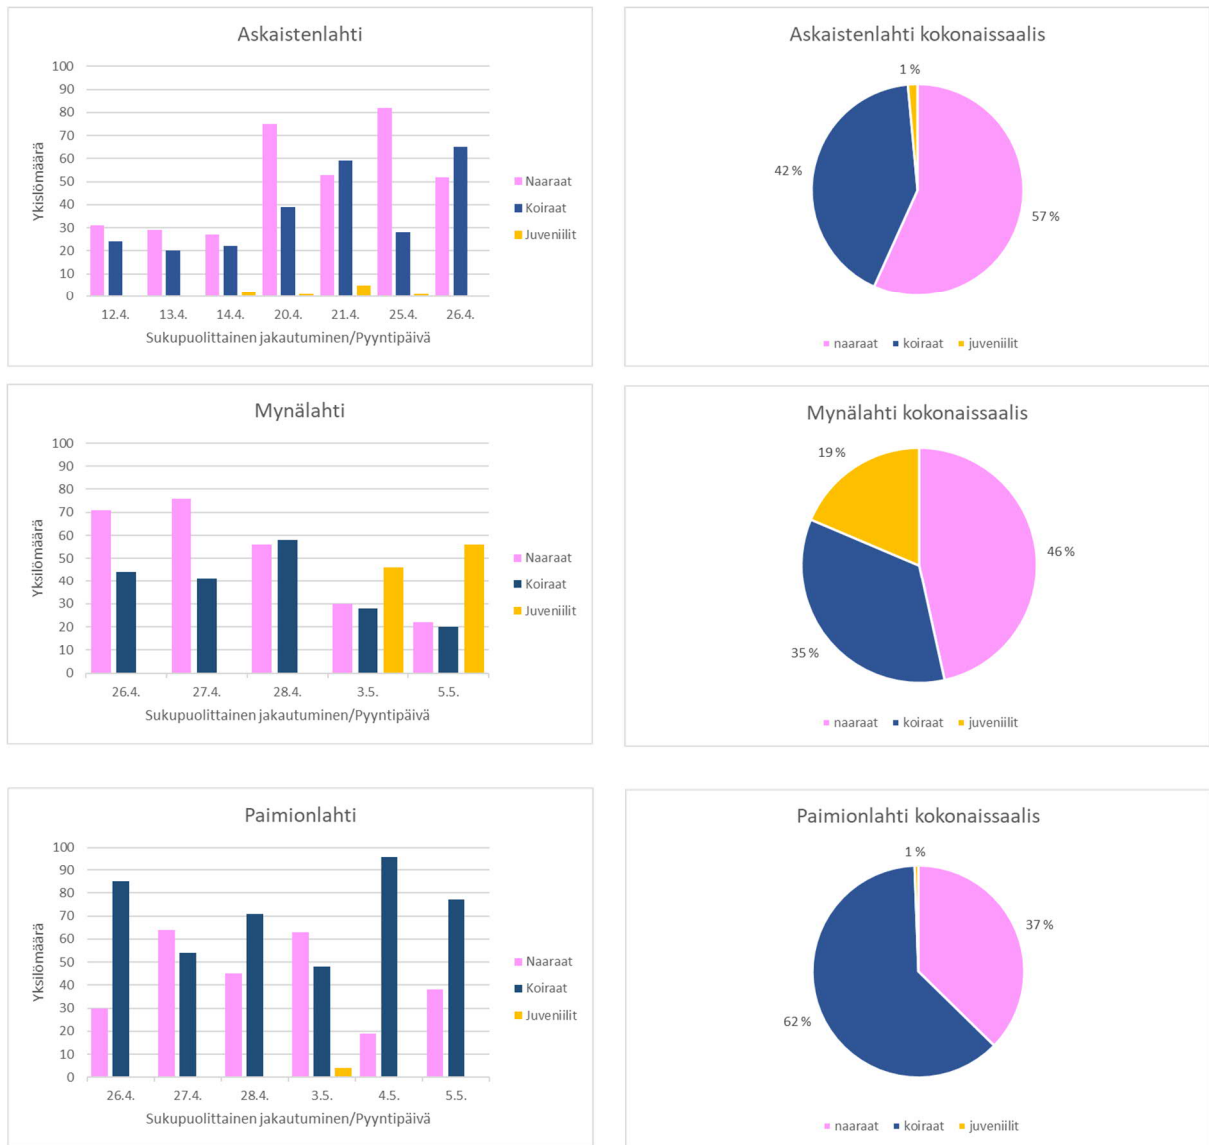 Askaistenlahti
100
90
80
70
60
50
40
30
20
10
0
Ykislömäärä
12.4. 13.4. 14.4. 20.4. 21.4. 25.4. 26.4.
Sukupuolittainen jakautuminen/Pyyntipäivä
Naaraat
Koiraat
Juveniilit
Askaistenlahti kokonaissaalis
1 %
42 %
57 %
naaraat koiraat juveniilit
Mynälahti
100
90
80
70
60
50
40
30
20
10
0
Yksilömäärä
26.4. 27.4. 28.4. 3.5. 5.5.
Sukupuolittainen jakautuminen/Pyyntipäivä
Naaraat
Koiraat
Juveniilit
Mynälahti kokonaissaalis
19 %
46 %
35 %
naaraat koiraat juveniilit
Paimionlahti
100
90
80
70
60
50
40
30
20
10
0
Yksilömäärä
26.4. 27.4. 28.4. 3.5. 4.5. 5.5.
Sukupuolittainen jakautuminen/Pyyntipäivä
Naaraat
Koiraat
Juveniilit
Paimionlahti kokonaissaalis
1 %
37 %
62 %
naaraat koiraat juveniilit